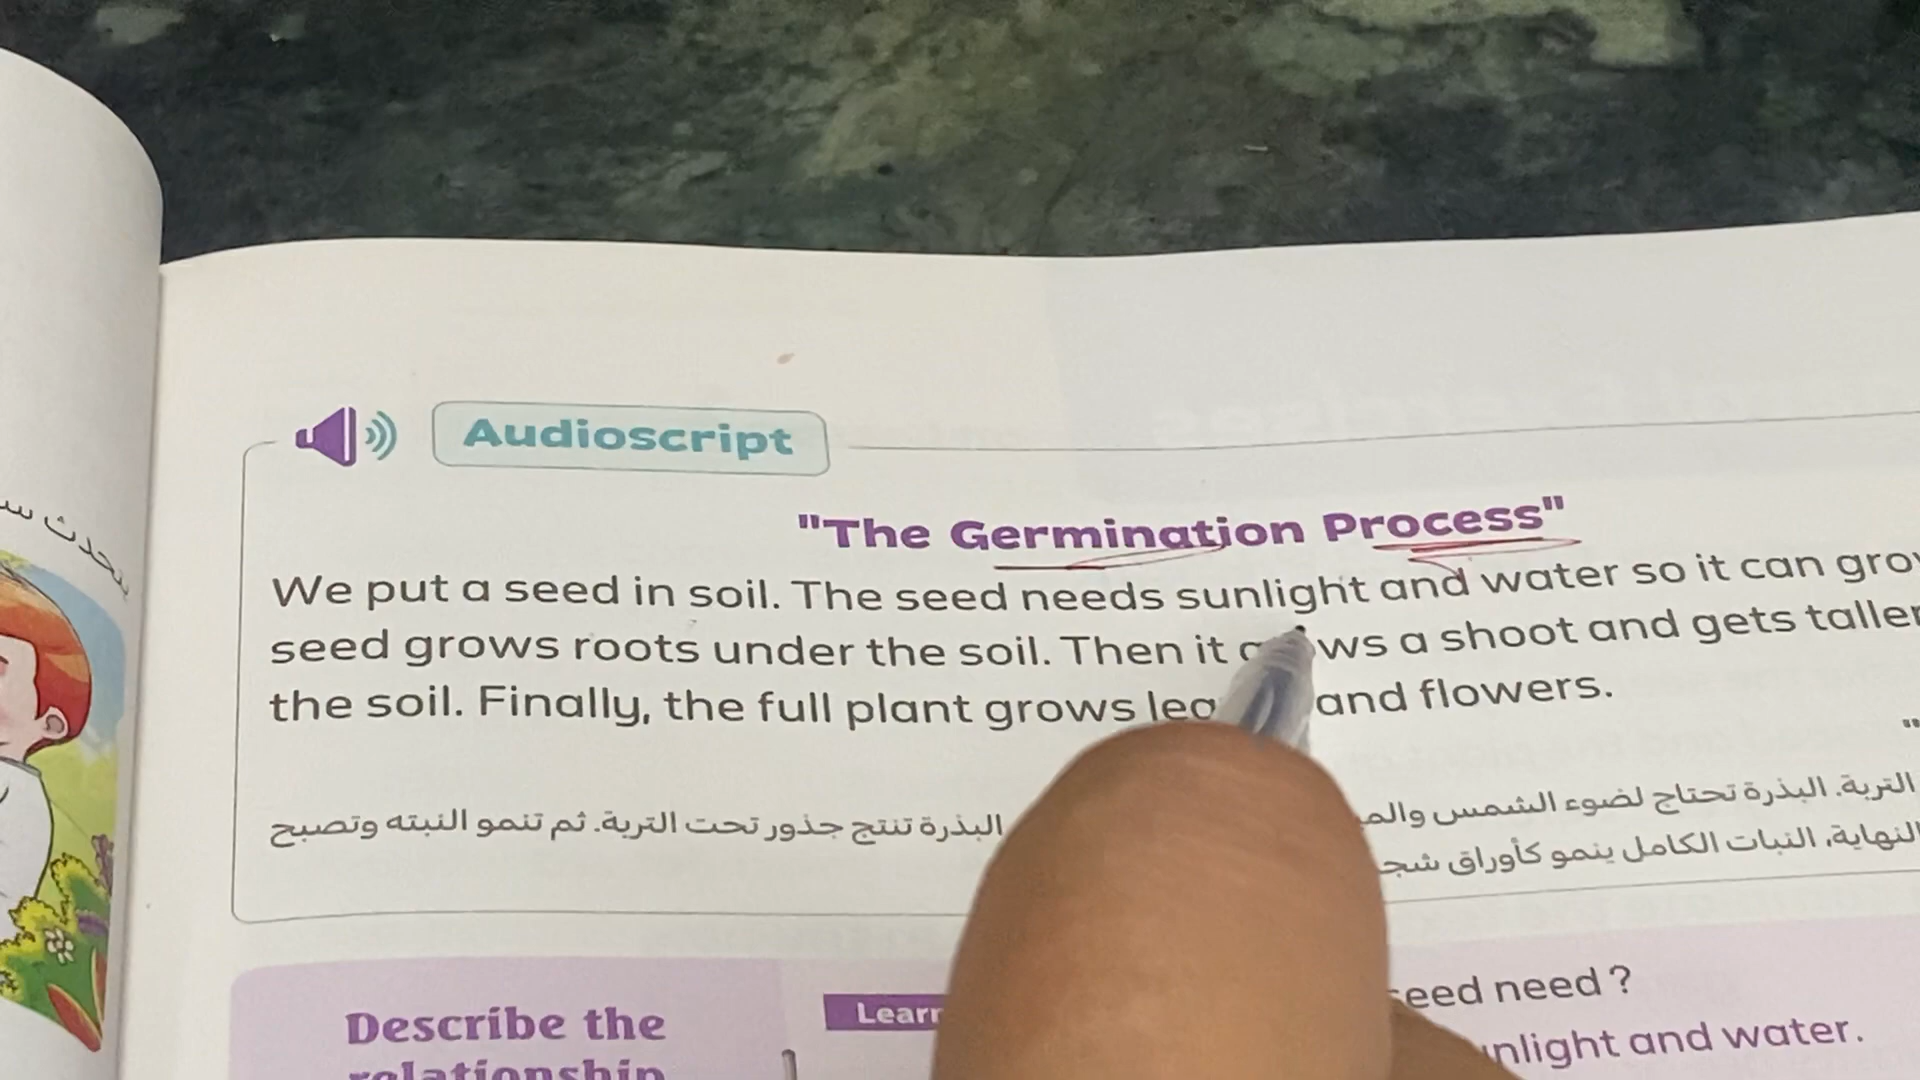 يتحدث
Audioscript
"The Germination Process"
We put a seed in soil. The seed needs sunlight and water so it can
seed grows roots under the soil. Then it a shoot and gets taller
the soil. Finally, the full plant grows and flowers.
التربة. البذرة تحتاج لضوء الشمس البذرة تنتج جذور تحت التربة. ثم تنمو النبته وتصبح
النهاية، النبات الكامل ينمو كأوراق
Describe the
relationship
need ?
and water.